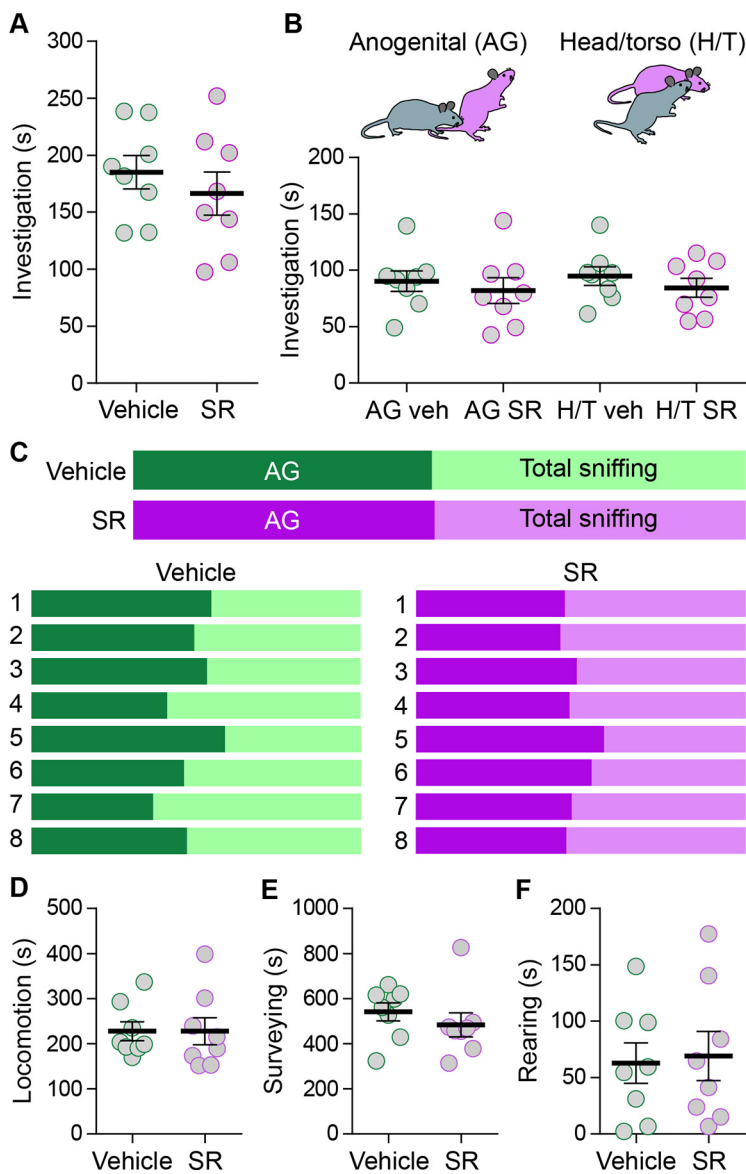 A
300
250
200
150
100
50
0
Investigation (s)
Vehicle SR
B
Anogenital (AG) Head/torso (H/T)
200
150
100
50
0
Investigation (s)
AG veh AG SR H/T veh H/T SR
C
Vehicle AG Total sniffing
SR AG Total sniffing
Vehicle SR
1 1
2 2
3 3
4 4
5 5
6 6
7 7
8 8
D
500
400
300
200
100
0
Locomotion (s)
Vehicle SR
E
1000
800
600
400
200
0
Surveying (s)
Vehicle SR
F
200
150
100
50
0
Rearing (s)
Vehicle SR